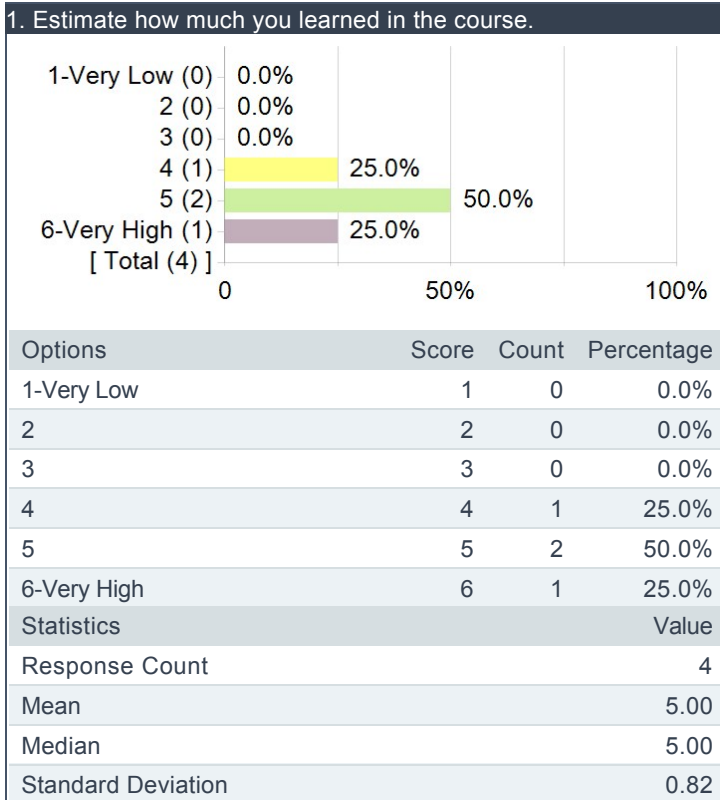 1. Estimate how much you learned in the course.
1-Very Low (0) 0.0%
2 (0) 0.0%
3 (0) 0.0%
4 (1) 25.0%
5 (2) 50.0%
6-Very High (1) 25.0%
[ Total (4) ]
0 50% 100%
Options Score Count Percentage
1-Very Low 1 0 0.0%
2 2 0 0.0%
3 3 0 0.0%
4 4 1 25.0%
5 5 2 50.0%
6-Very High 6 1 25.0%
Statistics Value
Response Count 4
Mean 5.00
Median 5.00
Standard Deviation 0.82